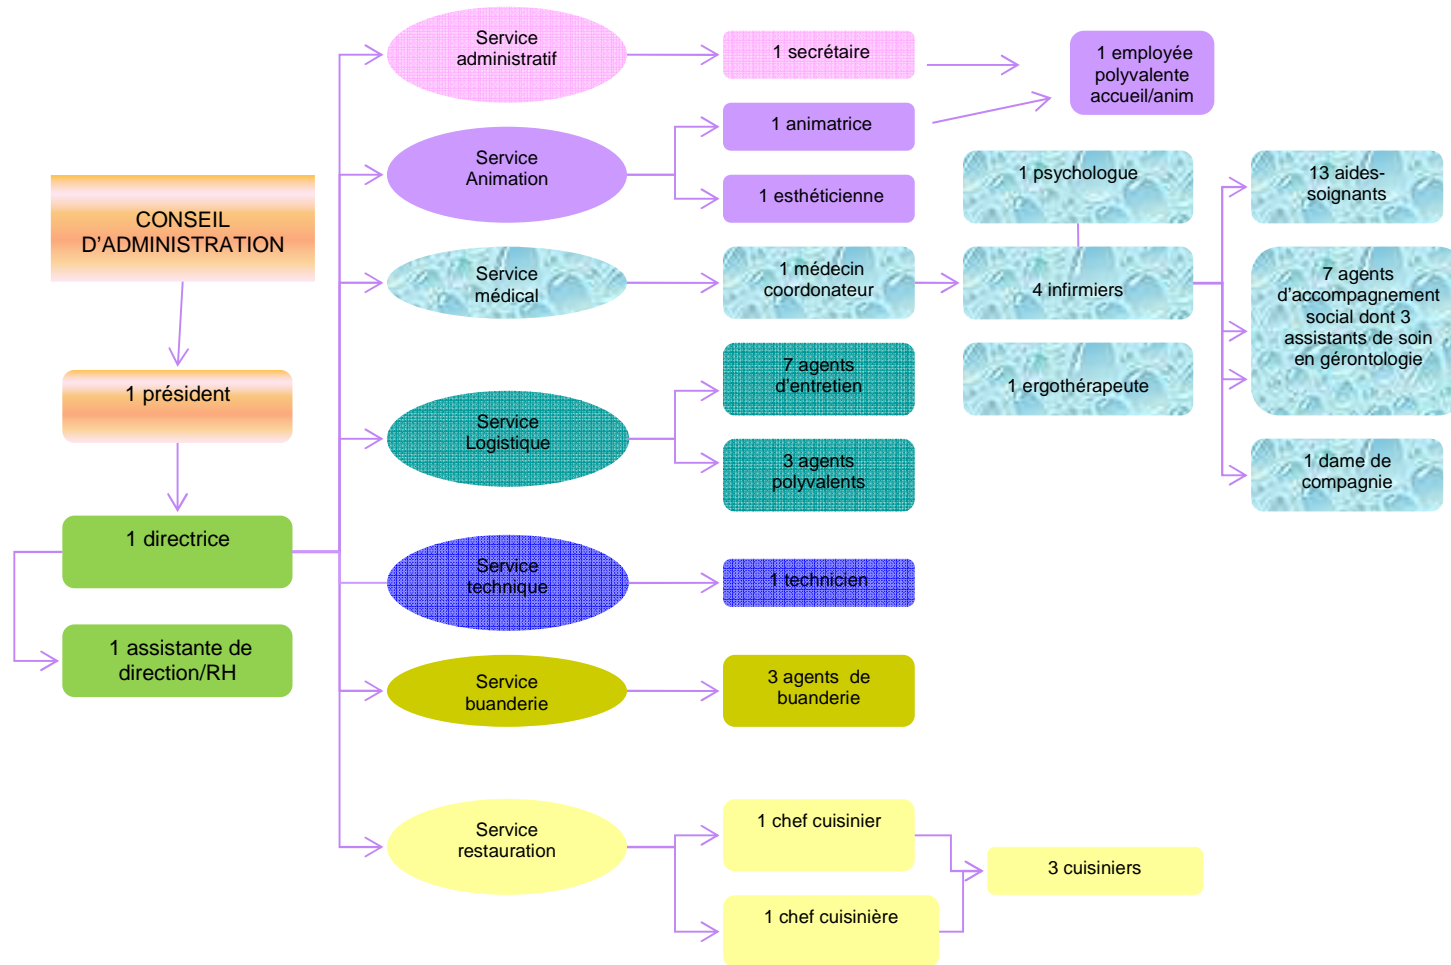 CONSEIL
D’ADMINISTRATION
1 président
1 directrice
1 assistante de
direction/RH
Service
administratif
1 secrétaire
1 employée
polyvalente
accueil/anim
Service
Animation
1 animatrice
1 esthéticienne
Service
médical
1 médecin
coordonateur
1 psychologue
4 infirmiers
1 ergothérapeute
13 aides-
soignants
7 agents
d’accompagnement
social dont 3
assistants de soin
en gérontologie
1 dame de
compagnie
Service
Logistique
7 agents
d’entretien
3 agents
polyvalents
Service
technique
1 technicien
Service
buanderie
3 agents  de
buanderie
Service
restauration
1 chef cuisinier
1 chef cuisinière
3 cuisiniers